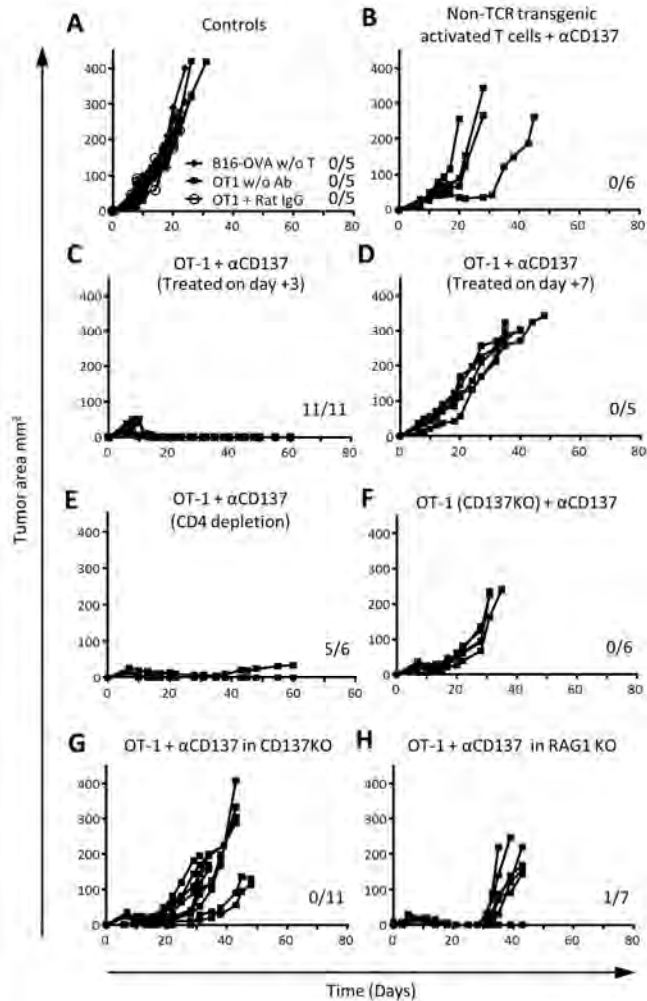 A
Controls
400
300
200
100
0
B16-OVA w/o T 0/5
OT1 w/o Ab 0/5
OT1 + Rat IgG 0/5
0 20 40 60 80
B
Non-TCR transgenic
activated T cells + αCD137
400
300
200
100
0
0/6
0 20 40 60 80
C
OT-1 + αCD137
(Treated on day +3)
400
300
200
100
0
11/11
0 20 40 60 80
D
OT-1 + αCD137
(Treated on day +7)
400
300
200
100
0
0/5
0 20 40 60 80
E
OT-1 + αCD137
(CD4 depletion)
400
300
200
100
0
5/6
0 20 40 60 80
F
OT-1 (CD137KO) + αCD137
400
300
200
100
0
0/6
0 20 40 60 80
G
OT-1 + αCD137 in CD137KO
400
300
200
100
0
0/11
0 20 40 60 80
H
OT-1 + αCD137 in RAG1 KO
400
300
200
100
0
1/7
0 20 40 60 80
Tumor area mm²
Time (Days)